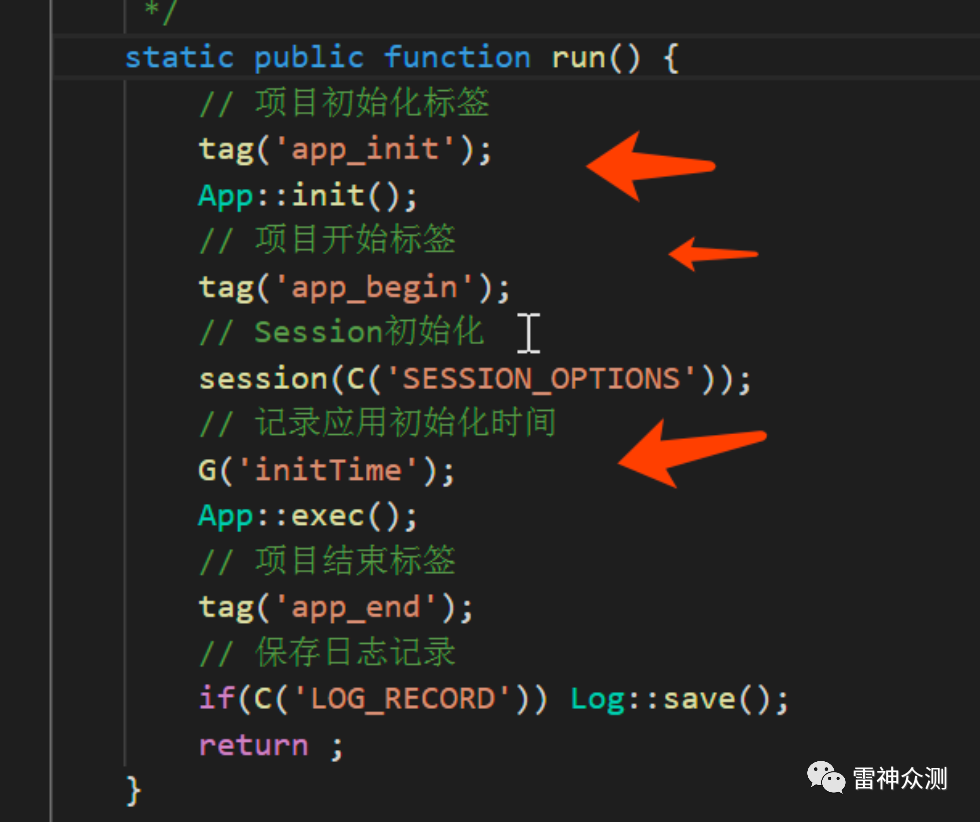 */
static public function run() {
// 项目初始化标签
tag('app_init');
App::init();
// 项目开始标签
tag('app_begin');
// Session初始化
session(C('SESSION_OPTIONS'));
// 记录应用初始化时间
G('initTime');
App::exec();
// 项目结束标签
tag('app_end');
// 保存日志记录
if(C('LOG_RECORD')) Log::save();
return ;
}
雷神众测